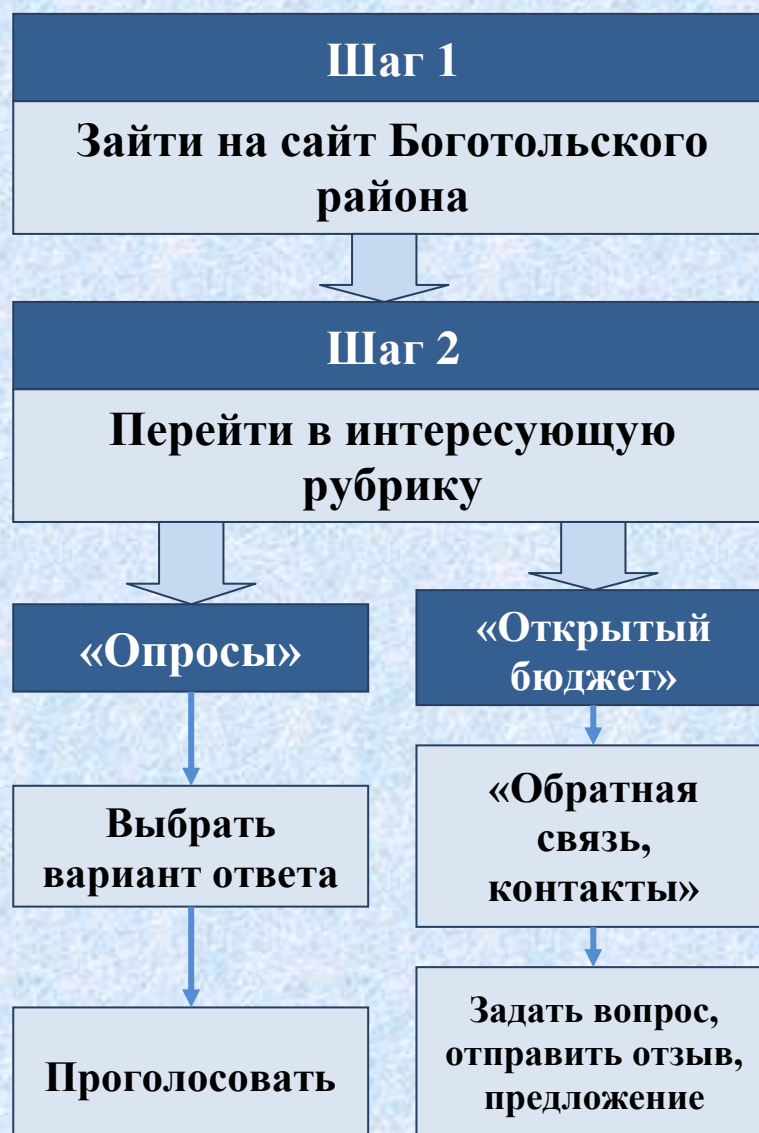 Шаг 1
Зайти на сайт Боготольского
района
Шаг 2
Перейти в интересующую
рубрику
«Опросы»
Выбрать
вариант ответа
Проголосовать
«Открытый
бюджет»
«Обратная
связь,
контакты»
Задать вопрос,
отправить отзыв,
предложение